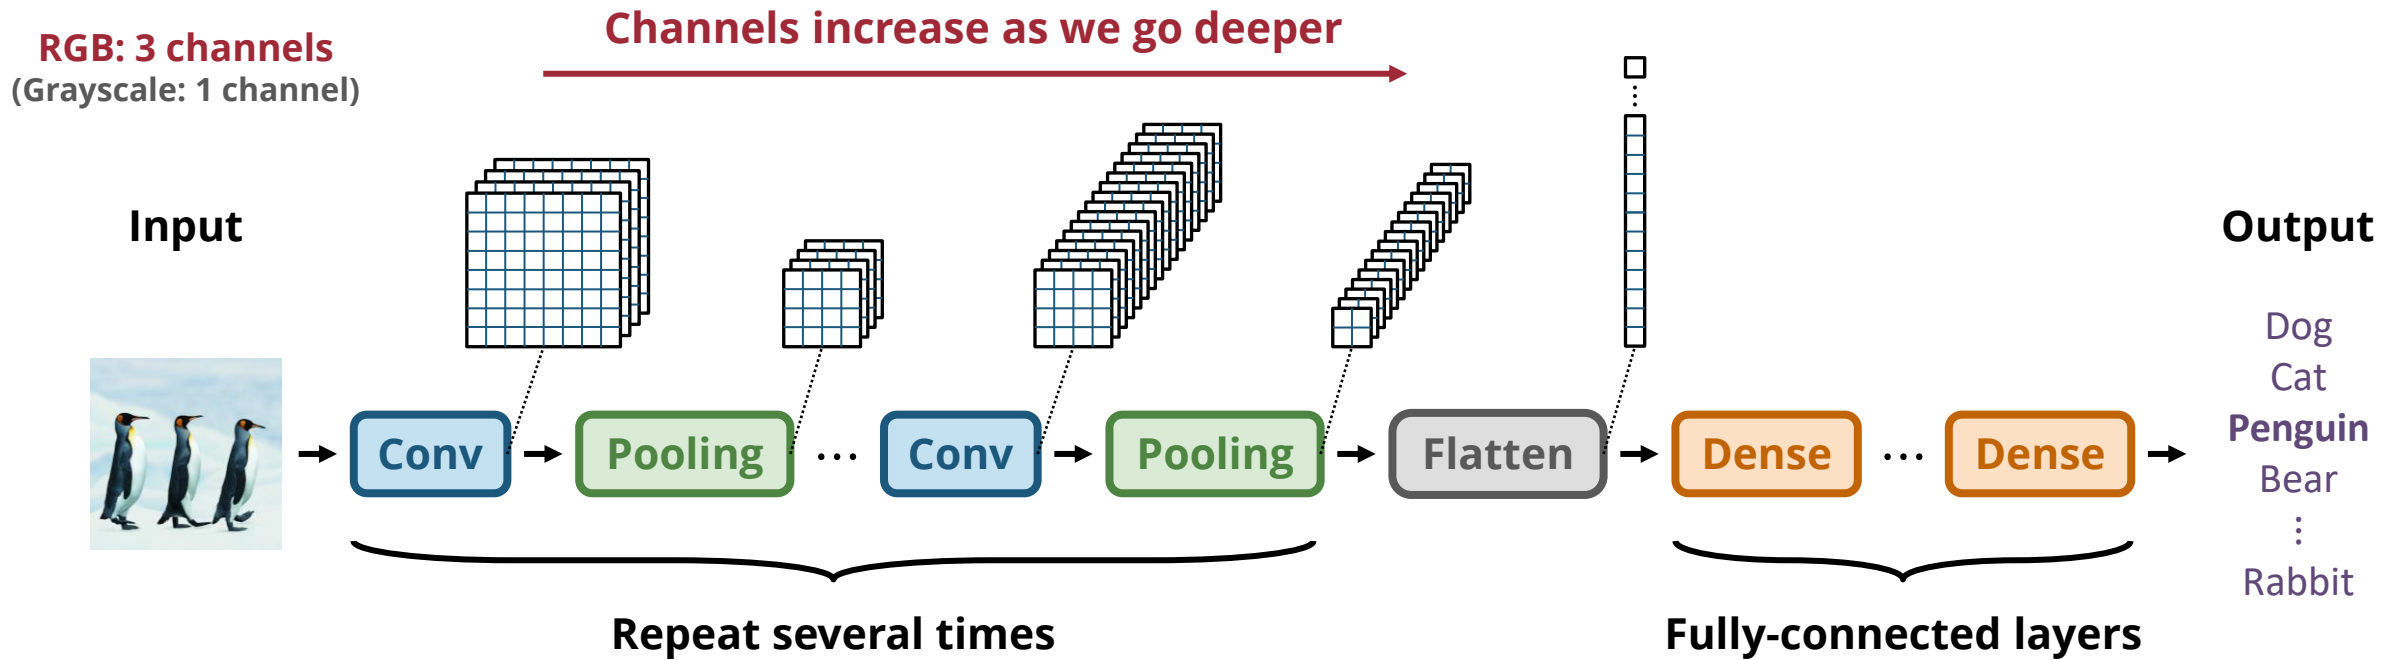 RGB: 3 channels
(Grayscale: 1 channel)
Channels increase as we go deeper
Input
Output
Conv
Pooling
...
Conv
Pooling
Flatten
Dense
...
Dense
Dog
Cat
Penguin
Bear
⋮
Rabbit
Repeat several times
Fully-connected layers